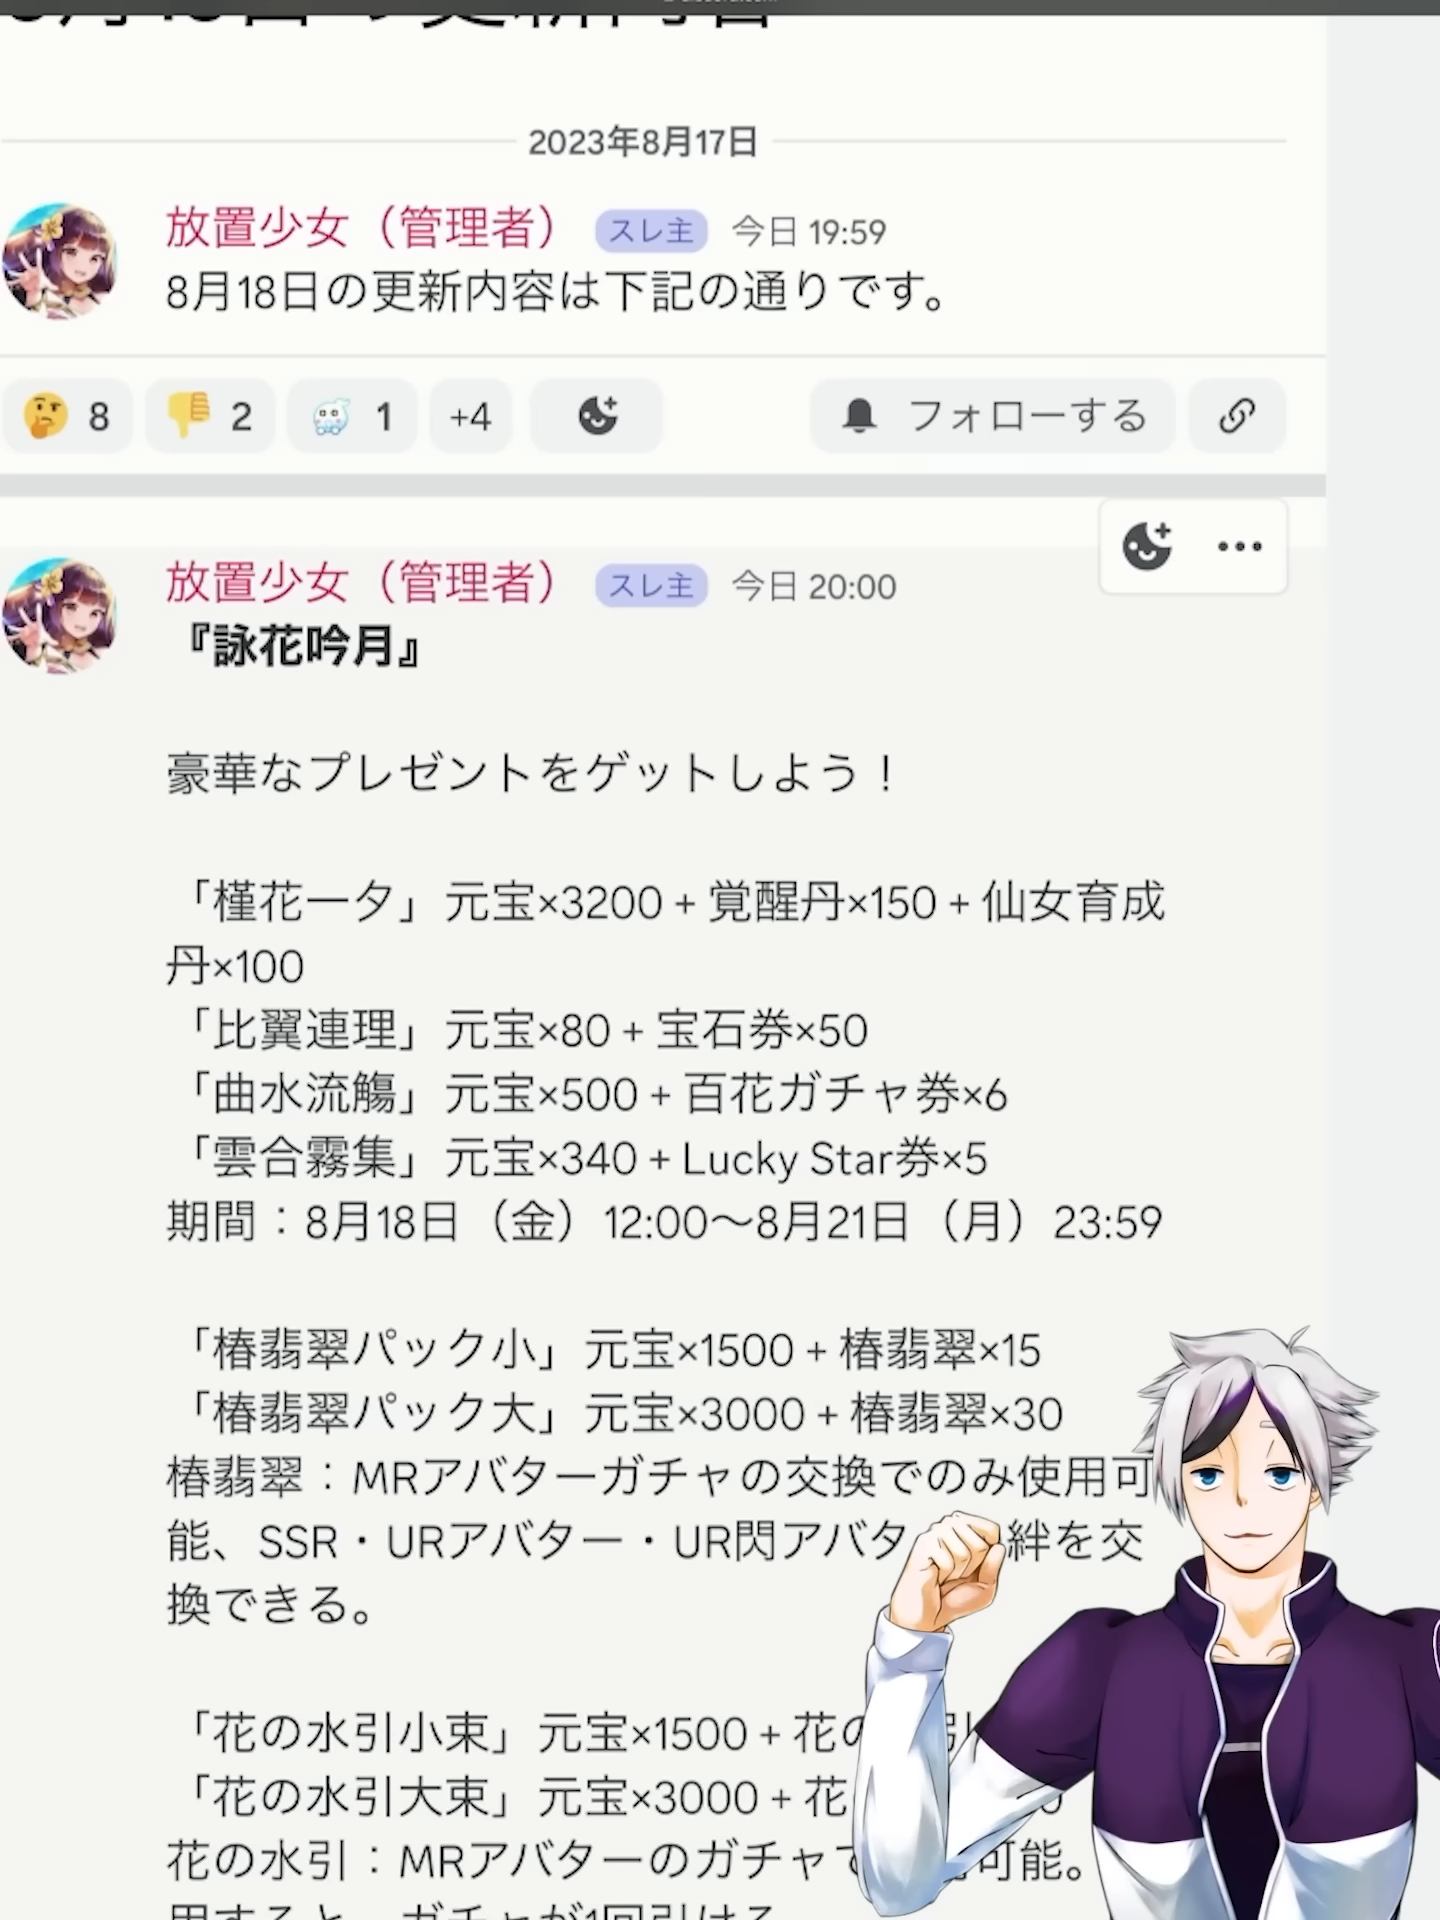 2023年8月17日
放置少女（管理者） スレ主 今日 19:59
8月18日の更新内容は下記の通りです。
8 2 1 +4 フォローする
放置少女（管理者） スレ主 今日 20:00
『詠花吟月』
豪華なプレゼントをゲットしよう！
「槿花一夕」元宝×3200 + 覚醒丹×150 + 仙女育成
丹×100
「比翼連理」元宝×80 + 宝石券×50
「曲水流觴」元宝×500 + 百花ガチャ券×6
「雲合霧集」元宝×340 + Lucky Star券×5
期間：8月18日（金）12:00〜8月21日（月）23:59
「椿翡翠パック小」元宝×1500 + 椿翡翠×15
「椿翡翠パック大」元宝×3000 + 椿翡翠×30
椿翡翠：MRアバターガチャの交換でのみ使用可
能、SSR・URアバター・UR閃アバタ 絆を交
換できる。
「花の水引小束」元宝×1500 + 花の 引
「花の水引大束」元宝×3000 + 花
花の水引：MRアバターのガチャで 可能。
用すると、ガチャが1回引ける